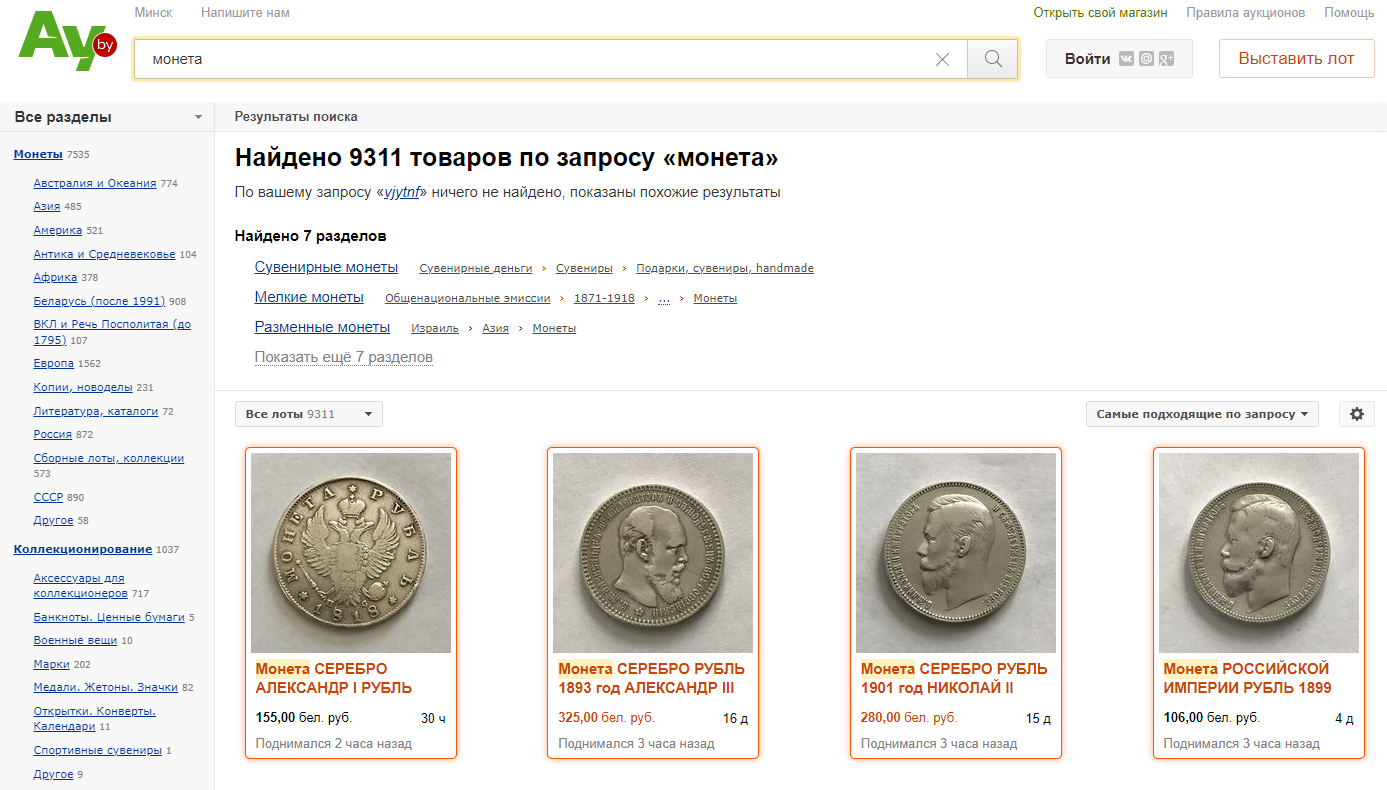 Минск Напишите нам Открыть свой магазин Правила аукционов Помощь
Ay by
монета
Войти
Выставить лот
Все разделы
Результаты поиска
Монеты 7535
Австралия и Океания 774
Азия 485
Америка 521
Антика и Средневековье 104
Африка 378
Беларусь (после 1991) 908
ВКЛ и Речь Посполитая (до
1795) 107
Европа 1562
Копии, новоделы 231
Литература, каталоги 72
Россия 872
Сборные лоты, коллекции
573
СССР 890
Другое 58
Коллекционирование 1037
Аксессуары для
коллекционеров 717
Банкноты. Ценные бумаги 5
Военные вещи 10
Марки 202
Медали. Жетоны. Значки 82
Открытки. Конверты.
Календари 11
Спортивные сувениры 1
Другое 9
Найдено 9311 товаров по запросу «монета»
По вашему запросу «vjytnf» ничего не найдено, показаны похожие результаты
Найдено 7 разделов
Сувенирные монеты Сувенирные деньги › Сувениры › Подарки, сувениры, handmade
Мелкие монеты Общенациональные эмиссии › 1871-1918 › ... › Монеты
Разменные монеты Израиль › Азия › Монеты
Показать ещё 7 разделов
Все лоты 9311
Самые подходящие по запросу
МОНЕТА РУБЛЬ
1818
Монета СЕРЕБРО
АЛЕКСАНДР I РУБЛЬ
155,00 бел. руб. 30 ч
Поднимался 2 часа назад
Монета СЕРЕБРО РУБЛЬ
1893 год АЛЕКСАНДР III
325,00 бел. руб. 16 д
Поднимался 3 часа назад
Монета СЕРЕБРО РУБЛЬ
1901 год НИКОЛАЙ II
280,00 бел. руб. 15 д
Поднимался 3 часа назад
Монета РОССИЙСКОЙ
ИМПЕРИИ РУБЛЬ 1899
106,00 бел. руб. 4 д
Поднимался 3 часа назад